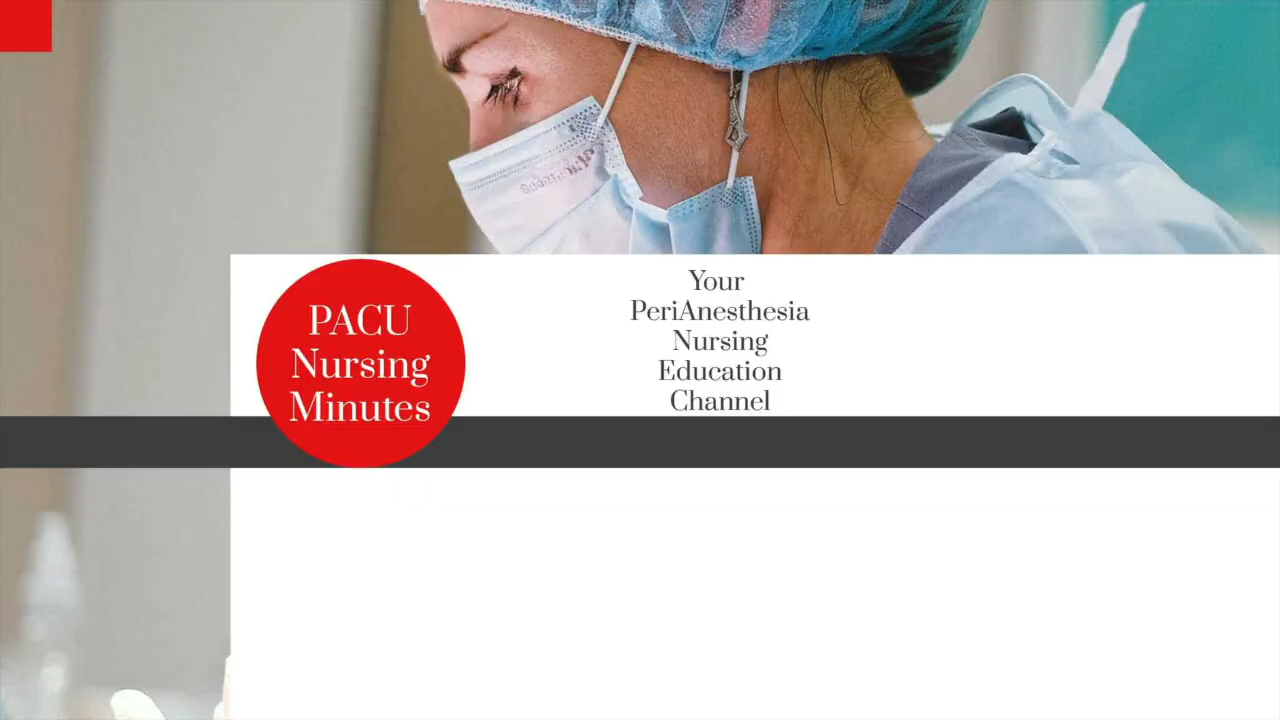 PACU
Nursing
Minutes
Your
PeriAnesthesia
Nursing
Education
Channel